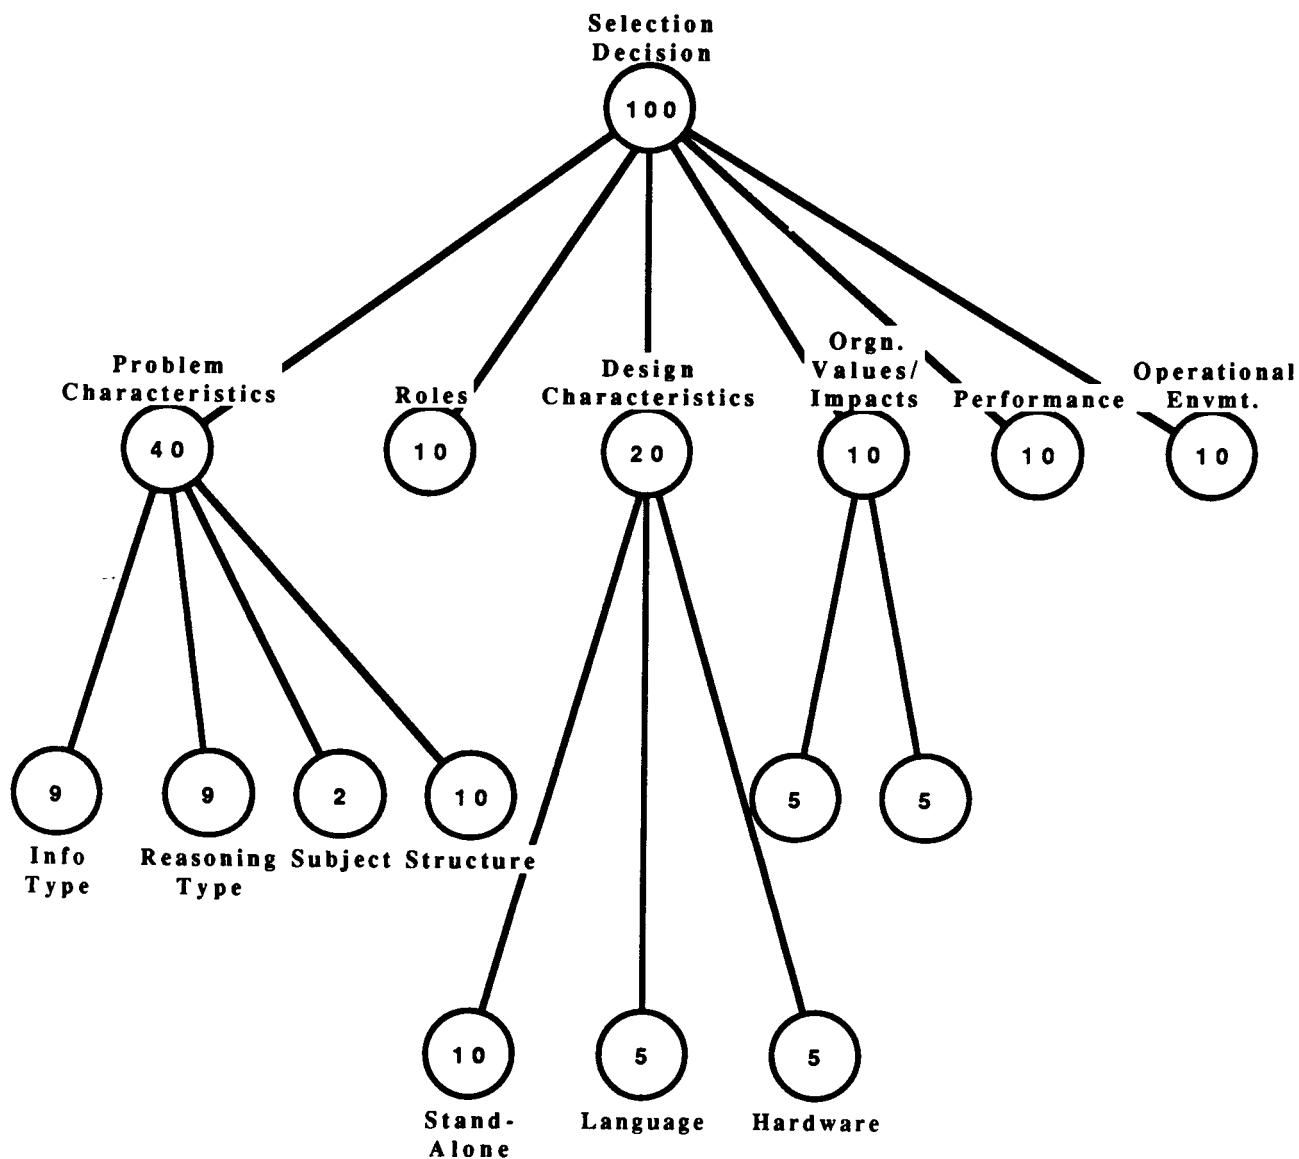 Selection
Decision
100
Problem
Characteristics
40
Roles
10
Design
Characteristics
20
Orgn.
Values/
Impacts
10
Performance
10
Operational
Envmt.
10
9
Info
Type
9
Reasoning
Type
2
Subject
10
Structure
5
5
10
Stand-
Alone
5
Language
5
Hardware